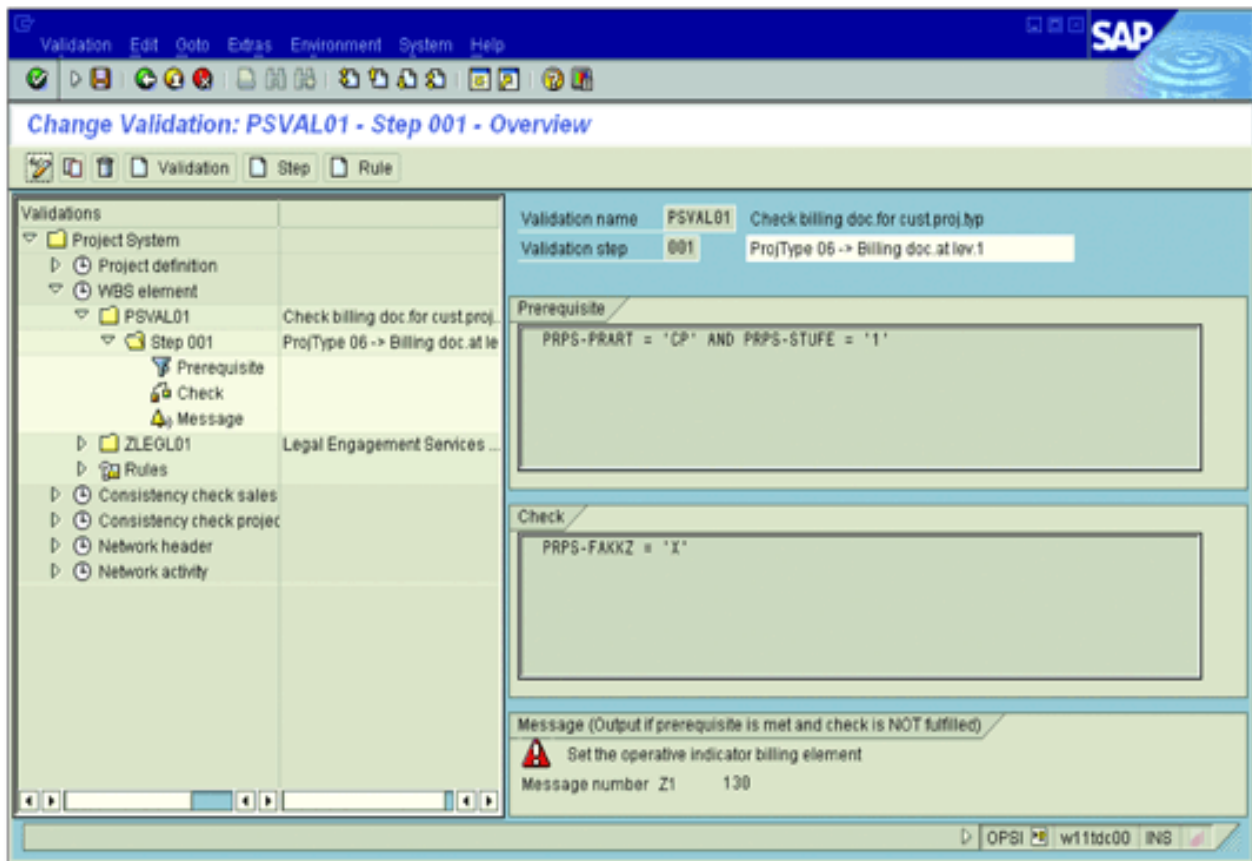 Validation Edit Goto Extras Environment System Help
SAP
Change Validation: PSVAL01 - Step 001 - Overview
Validation Step Rule
Validations
Project System
Project definition
WBS element
PSVAL01 Check billing doc.for cust.proj.
Step 001 ProjType 06 -> Billing doc.at le
Prerequisite
Check
Message
ZLEGL01 Legal Engagement Services ...
Rules
Consistency check sales
Consistency check projec
Network header
Network activity
Validation name PSVAL01 Check billing doc.for cust.proj.typ
Validation step 001 ProjType 06 -> Billing doc.at lev.1
Prerequisite
PRPS-PRART = 'CP' AND PRPS-STUFE = '1'
Check
PRPS-FAKKZ = 'X'
Message (Output if prerequisite is met and check is NOT fulfilled)
Set the operative indicator billing element
Message number Z1 130
OPSI w11tdc00 INS